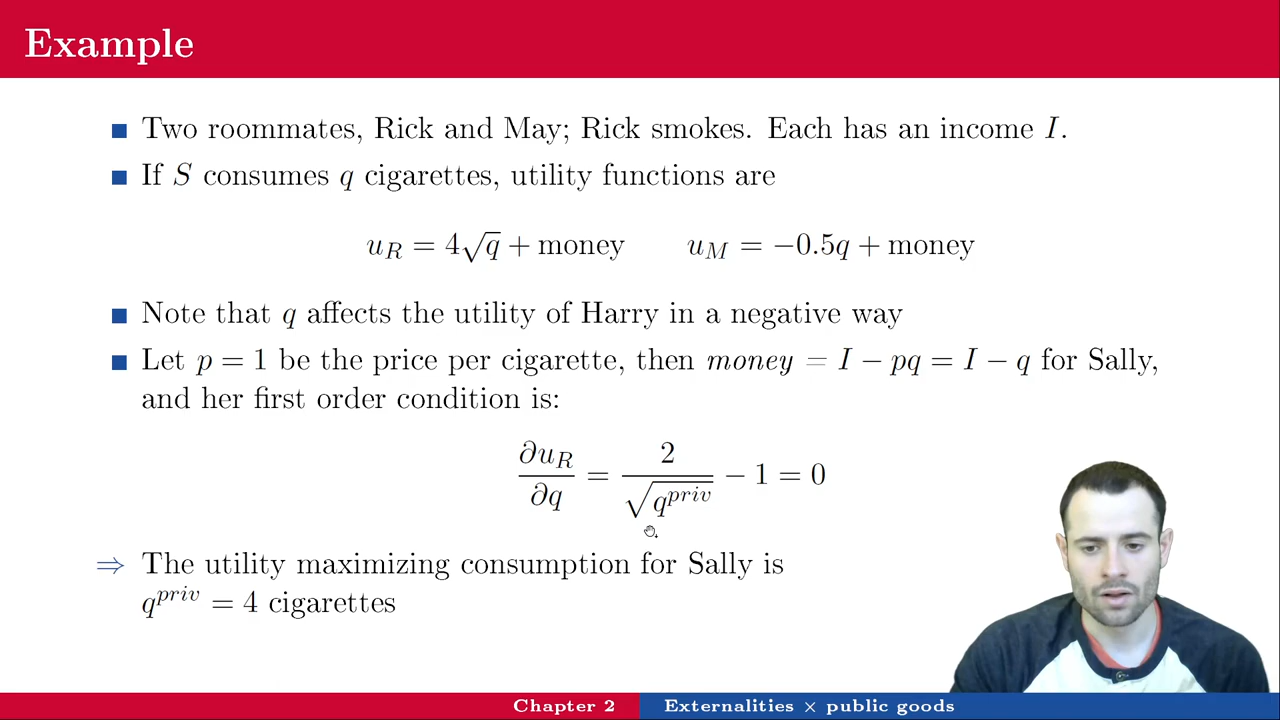 Example
Two roommates, Rick and May; Rick smokes. Each has an income I.
If S consumes q cigarettes, utility functions are
u_R = 4√q + money u_M = −0.5q + money
Note that q affects the utility of Harry in a negative way
Let p = 1 be the price per cigarette, then money = I − pq = I − q for Sally,
and her first order condition is:
∂u_R/∂q = 2/√(q^priv) − 1 = 0
⇒ The utility maximizing consumption for Sally is
q^priv = 4 cigarettes
Chapter 2 Externalities × public goods